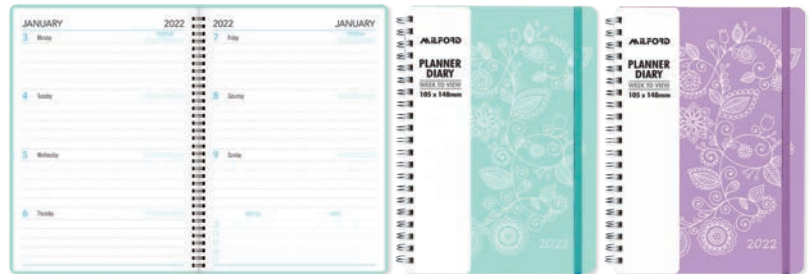 JANUARY 2022
3 Monday
4 Tuesday
5 Wednesday
6 Thursday
2022 JANUARY
7 Friday
8 Saturday
9 Sunday
MILFORD
PLANNER
DIARY
WEEK TO VIEW
105 x 148mm
2022
MILFORD
PLANNER
DIARY
WEEK TO VIEW
105 x 148mm
2022